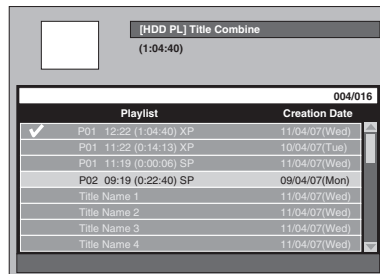 [HDD PL] Title Combine
(1:04:40)
004/016
Playlist Creation Date
P01 12:22 (1:04:40) XP 11/04/07(Wed)
P01 11:22 (0:14:13) XP 10/04/07(Tue)
P01 11:19 (0:00:06) SP 11/04/07(Wed)
P02 09:19 (0:22:40) SP 09/04/07(Mon)
Title Name 1 11/04/07(Wed)
Title Name 2 11/04/07(Wed)
Title Name 3 11/04/07(Wed)
Title Name 4 11/04/07(Wed)